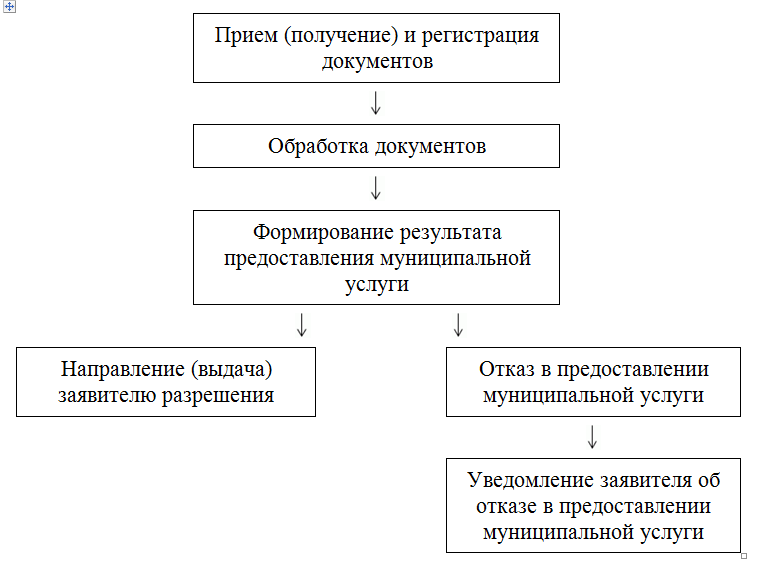 Прием (получение) и регистрация
документов
Обработка документов
Формирование результата
предоставления муниципальной
услуги
Направление (выдача)
заявителю разрешения
Отказ в предоставлении
муниципальной услуги
Уведомление заявителя об
отказе в предоставлении
муниципальной услуги